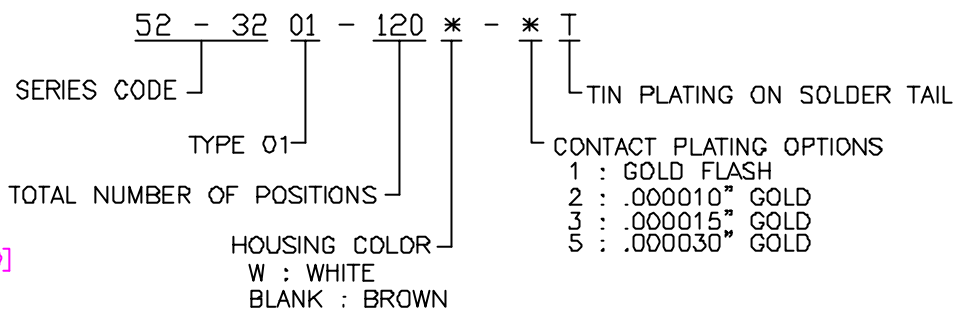 52 - 32 01 - 120 * - * T
SERIES CODE
TIN PLATING ON SOLDER TAIL
TYPE 01
CONTACT PLATING OPTIONS
1 : GOLD FLASH
TOTAL NUMBER OF POSITIONS
2 : .000010" GOLD
3 : .000015" GOLD
5 : .000030" GOLD
HOUSING COLOR
W : WHITE
BLANK : BROWN